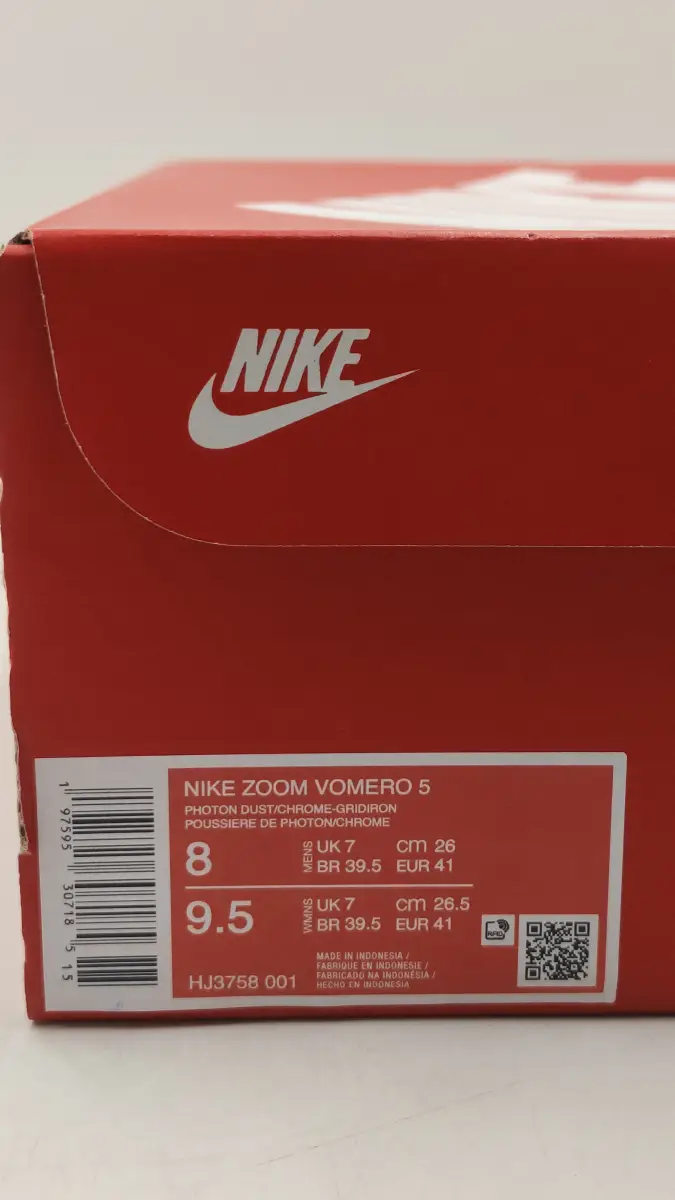 NIKE
NIKE ZOOM VOMERO 5
PHOTON DUST/CHROME-GRIDIRON
POUSSIERE DE PHOTON/CHROME
8
MENS
UK 7 cm 26
BR 39.5 EUR 41
9.5
WMNS
UK 7 cm 26.5
BR 39.5 EUR 41
HJ3758 001
MADE IN INDONESIA /
FABRIQUE EN INDONESIE /
FABRICADO NA INDONÉSIA /
HECHO EN INDONESIA
RFID
1 97595 30718 5 15